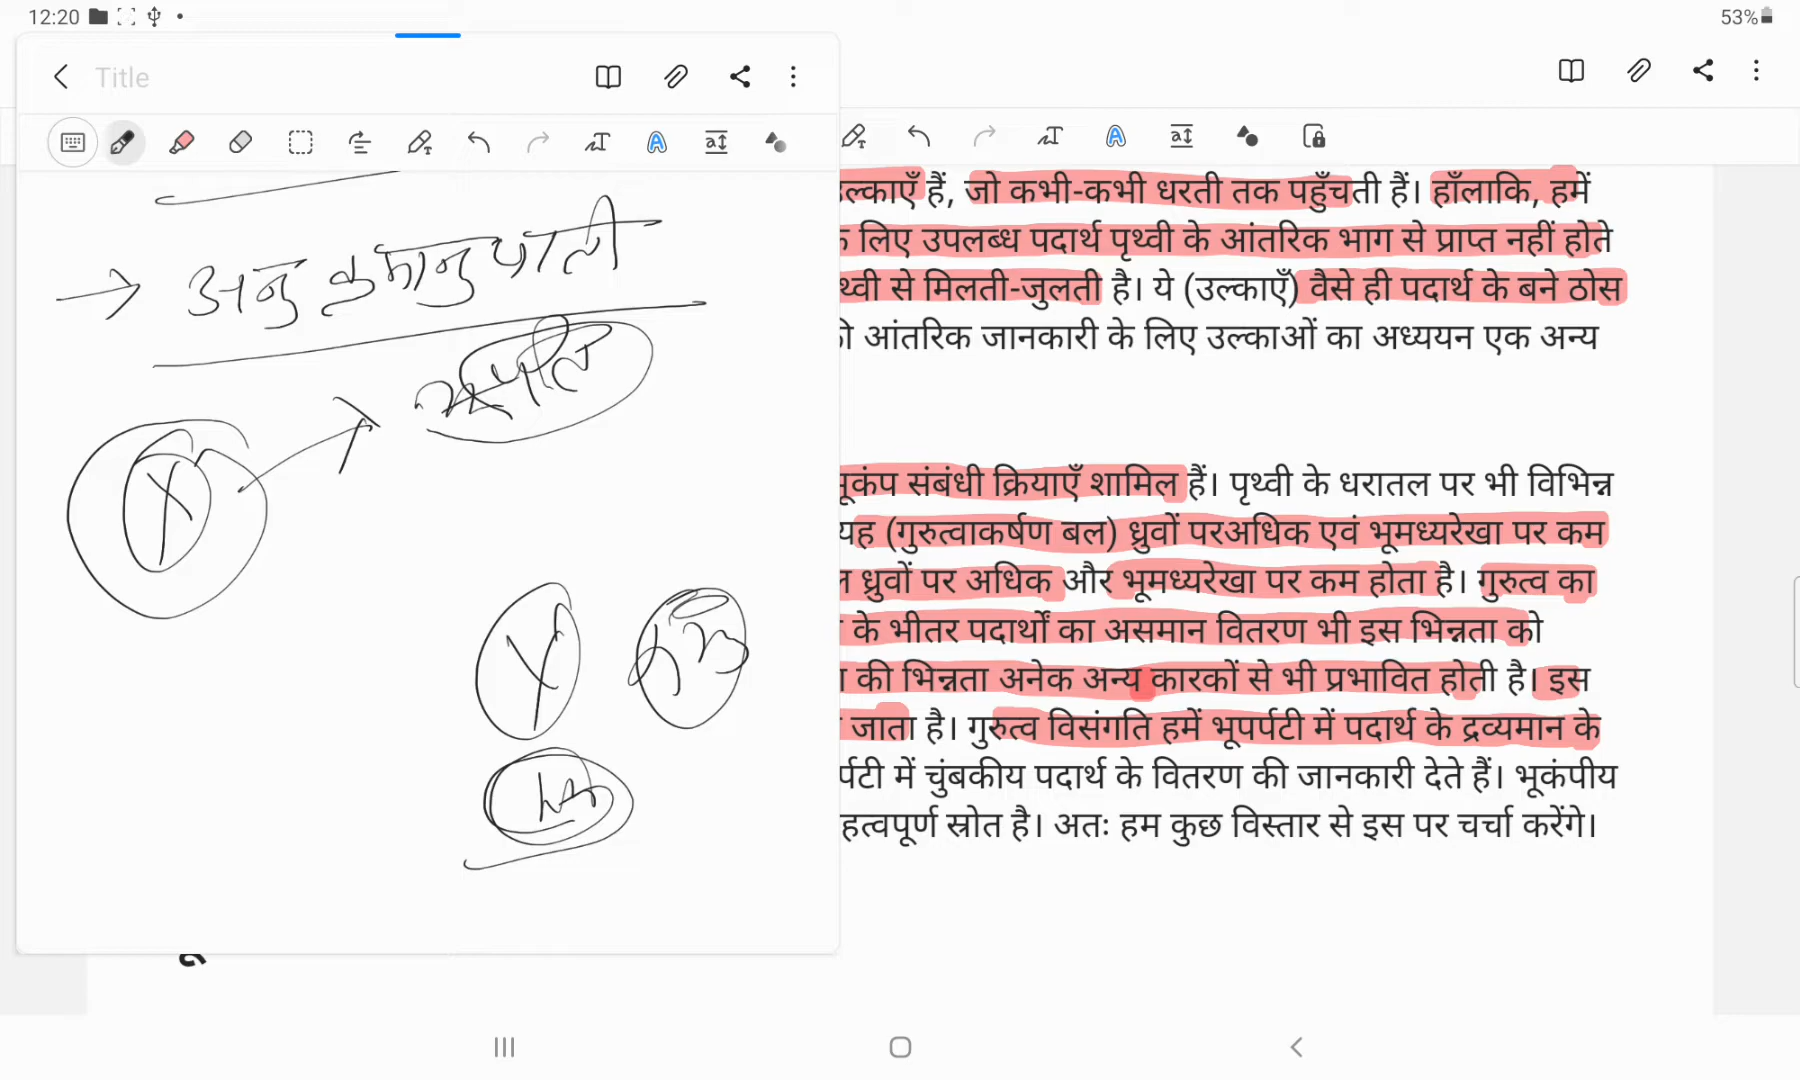 12:20
53%
Title
उल्काएँ हैं, जो कभी-कभी धरती तक पहुँचती हैं। हाँलाकि, हमें
लिए उपलब्ध पदार्थ पृथ्वी के आंतरिक भाग से प्राप्त नहीं होते
थ्वी से मिलती-जुलती है। ये (उल्काएँ) वैसे ही पदार्थ के बने ठोस
आंतरिक जानकारी के लिए उल्काओं का अध्ययन एक अन्य
भूकंप संबंधी क्रियाएँ शामिल हैं। पृथ्वी के धरातल पर भी विभिन्न
यह (गुरुत्वाकर्षण बल) ध्रुवों परअधिक एवं भूमध्यरेखा पर कम
ध्रुवों पर अधिक और भूमध्यरेखा पर कम होता है। गुरुत्व का
के भीतर पदार्थों का असमान वितरण भी इस भिन्नता को
की भिन्नता अनेक अन्य कारकों से भी प्रभावित होती है। इस
जाता है। गुरुत्व विसंगति हमें भूपर्पटी में पदार्थ के द्रव्यमान के
र्पटी में चुंबकीय पदार्थ के वितरण की जानकारी देते हैं। भूकंपीय
हत्वपूर्ण स्रोत है। अतः हम कुछ विस्तार से इस पर चर्चा करेंगे।